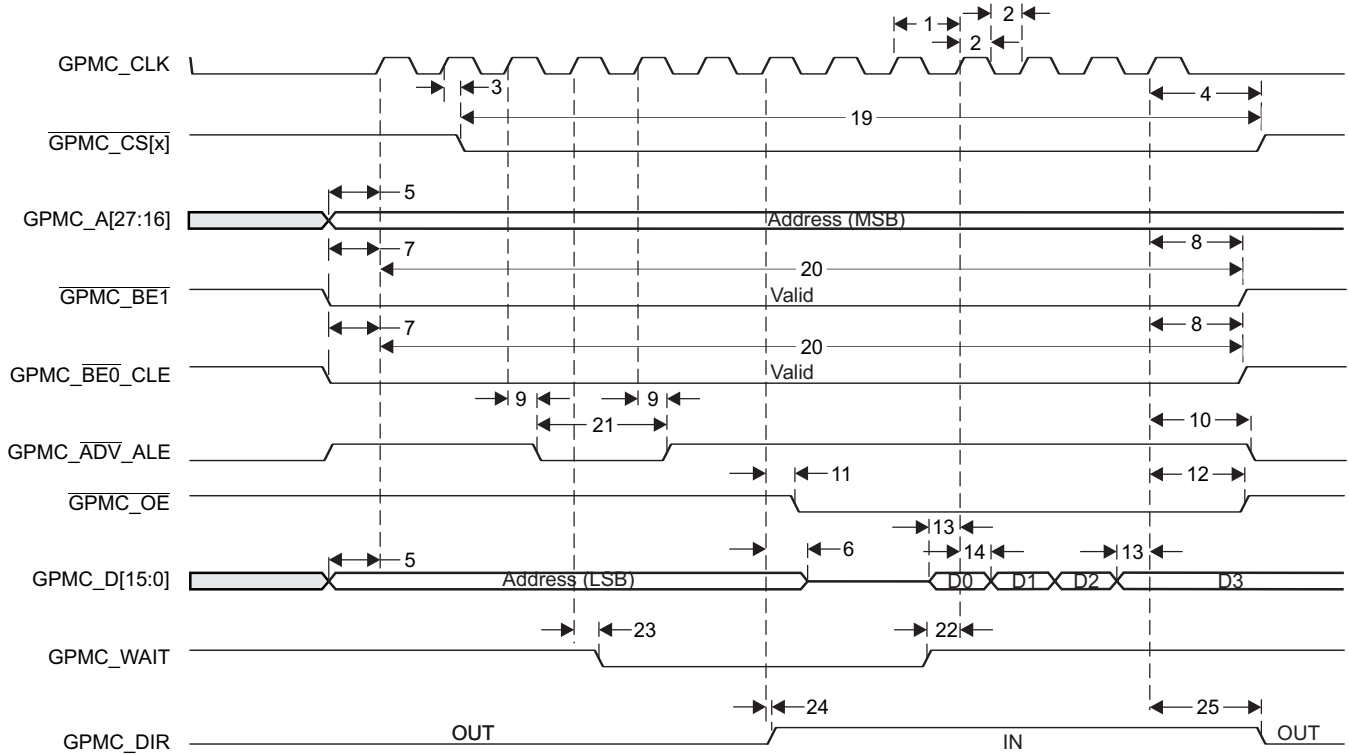 1
2
2
GPMC_CLK
3
4
19
GPMC_CS[x]
5
GPMC_A[27:16]
Address (MSB)
7
8
20
GPMC_BE1
Valid
7
8
20
GPMC_BE0_CLE
Valid
9
9
21
10
GPMC_ADV_ALE
11
12
GPMC_OE
13
5
6
14
13
GPMC_D[15:0]
Address (LSB)
D0
D1
D2
D3
23
22
GPMC_WAIT
24
25
GPMC_DIR
OUT
IN
OUT